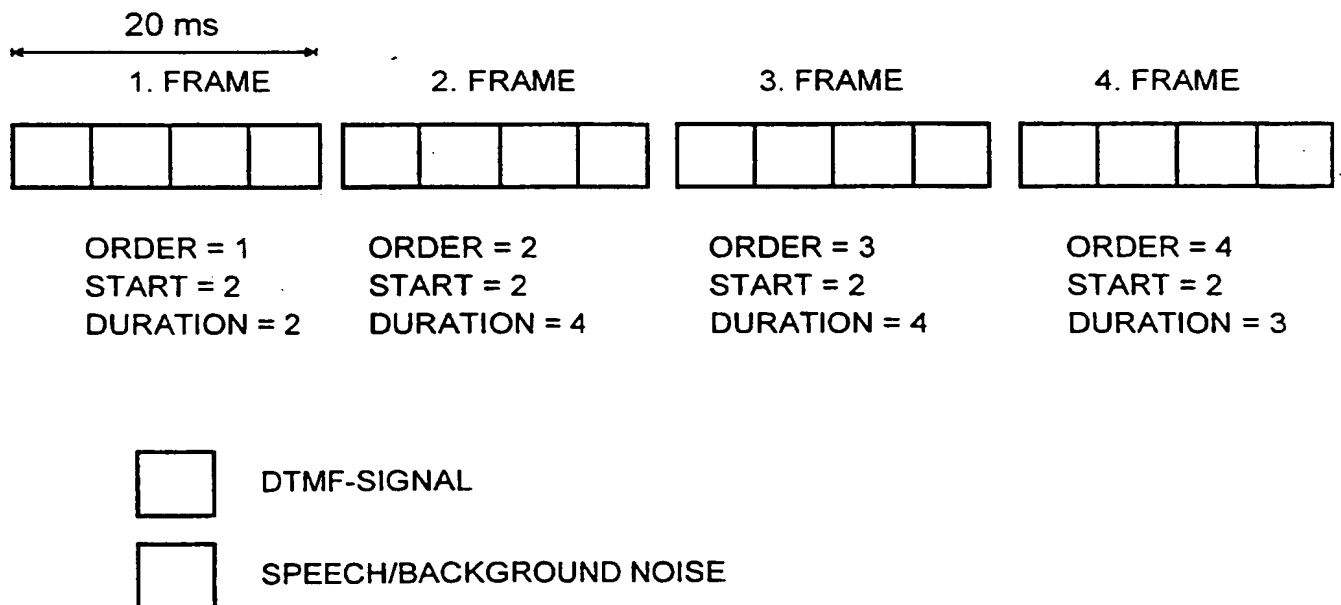 20 ms
1. FRAME 2. FRAME 3. FRAME 4. FRAME
ORDER = 1 ORDER = 2 ORDER = 3 ORDER = 4
START = 2 START = 2 START = 2 START = 2
DURATION = 2 DURATION = 4 DURATION = 4 DURATION = 3
DTMF-SIGNAL
SPEECH/BACKGROUND NOISE